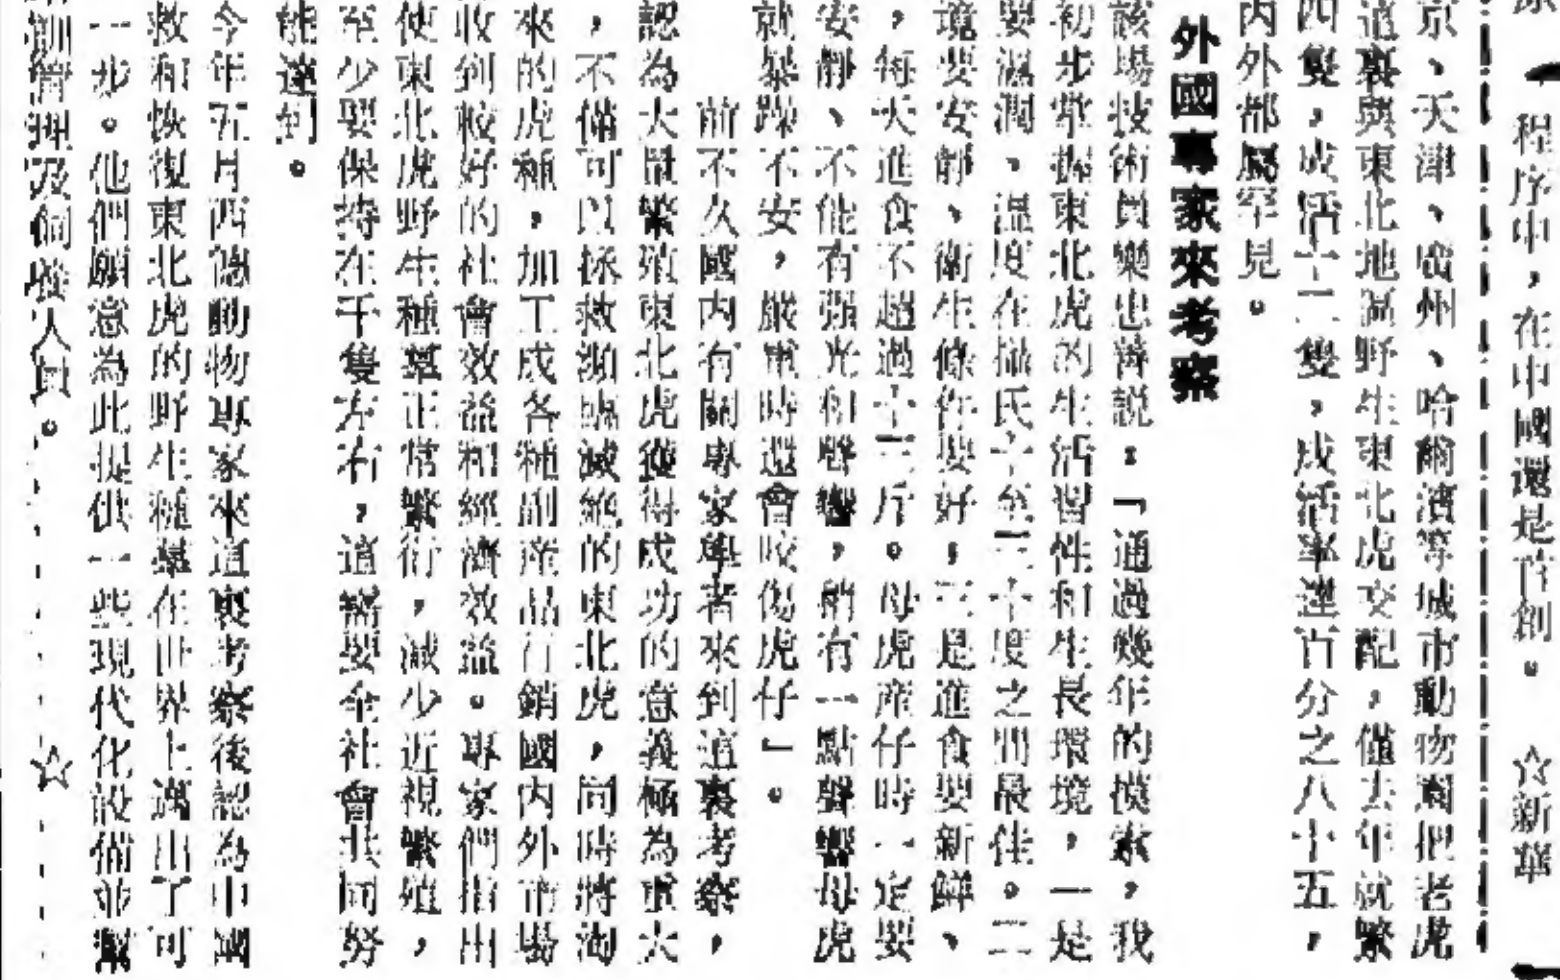 程序中，在中國還是首創。　☆新華
京、天津、廣州、哈爾濱等城市動物園把老虎
這裏與東北地區野生東北虎交配，僅去年就繁
四隻，成活十二隻，成活率達百分之八十五，
內外都屬罕見。
外國專家來考察
該場技術員樂也善說：「通過幾年的摸索，我
初步掌握東北虎的生活習性和生長環境，一是
要濕潤、溫度在攝氏十至二十度之間最佳。二
境要安靜、衛生條件要好，三是進食要新鮮、
，每天進食不超過十二斤。母虎產仔時一定要
安靜、不能有强光和聲響，稍有一點聲響母虎
就暴躁不安，嚴重時還會咬傷虎仔」。
前不久國內有關專家學者來到這裏考察，
認為大量繁殖東北虎獲得成功的意義極為重大
，不僅可以拯救瀕臨滅絕的東北虎，同時將淘
來的虎種，加工成各種副產品行銷國內外市場
收到較好的社會效益和經濟效益。專家們指出
使東北虎野生種羣正常繁衍，減少近視繁殖，
至少要保持在千隻左右，這需要全社會共同努
能達到。
今年五月西德動物專家來這裏考察後認為中國
救和恢復東北虎的野生種羣在世界上邁出了可
一步。他們願意為此提供一些現代化設備並幫
培訓管理及飼養人員。　☆